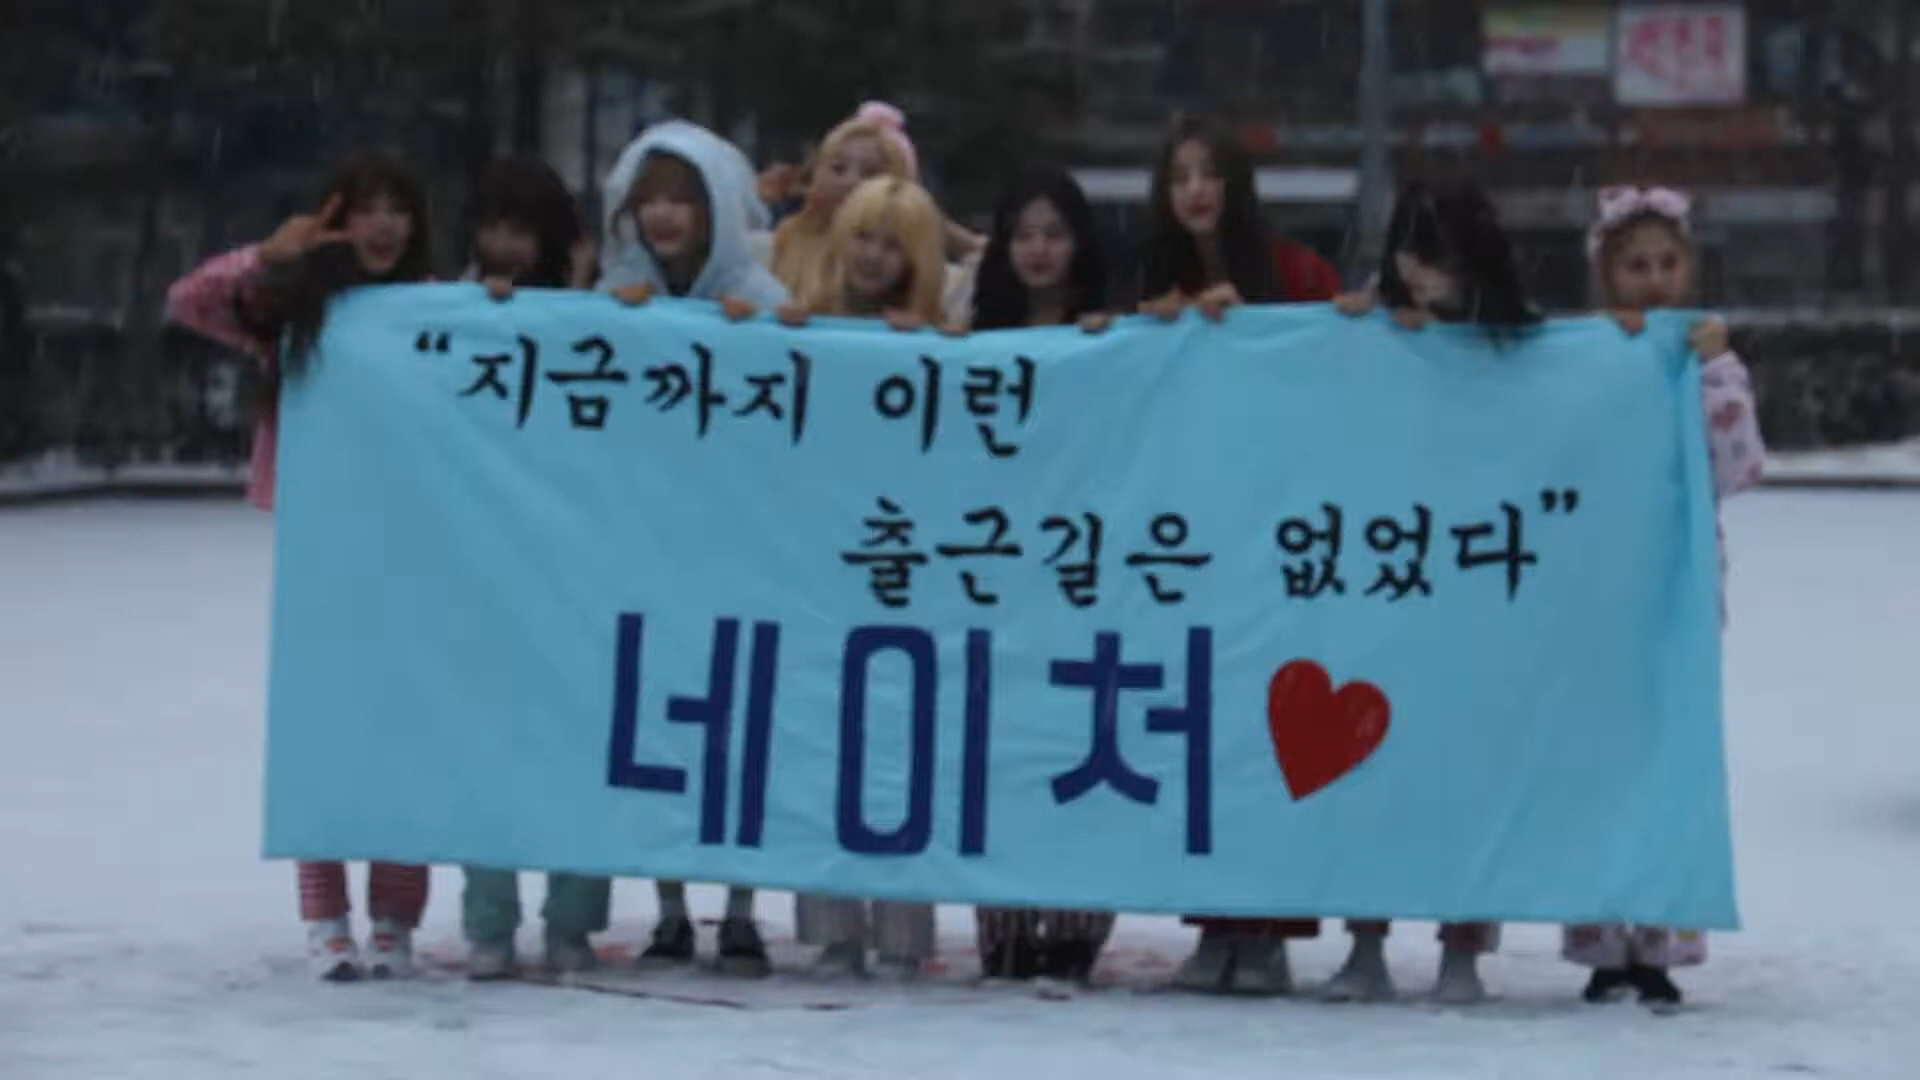 “지금까지 이런
출근길은 없었다”
네이처♥